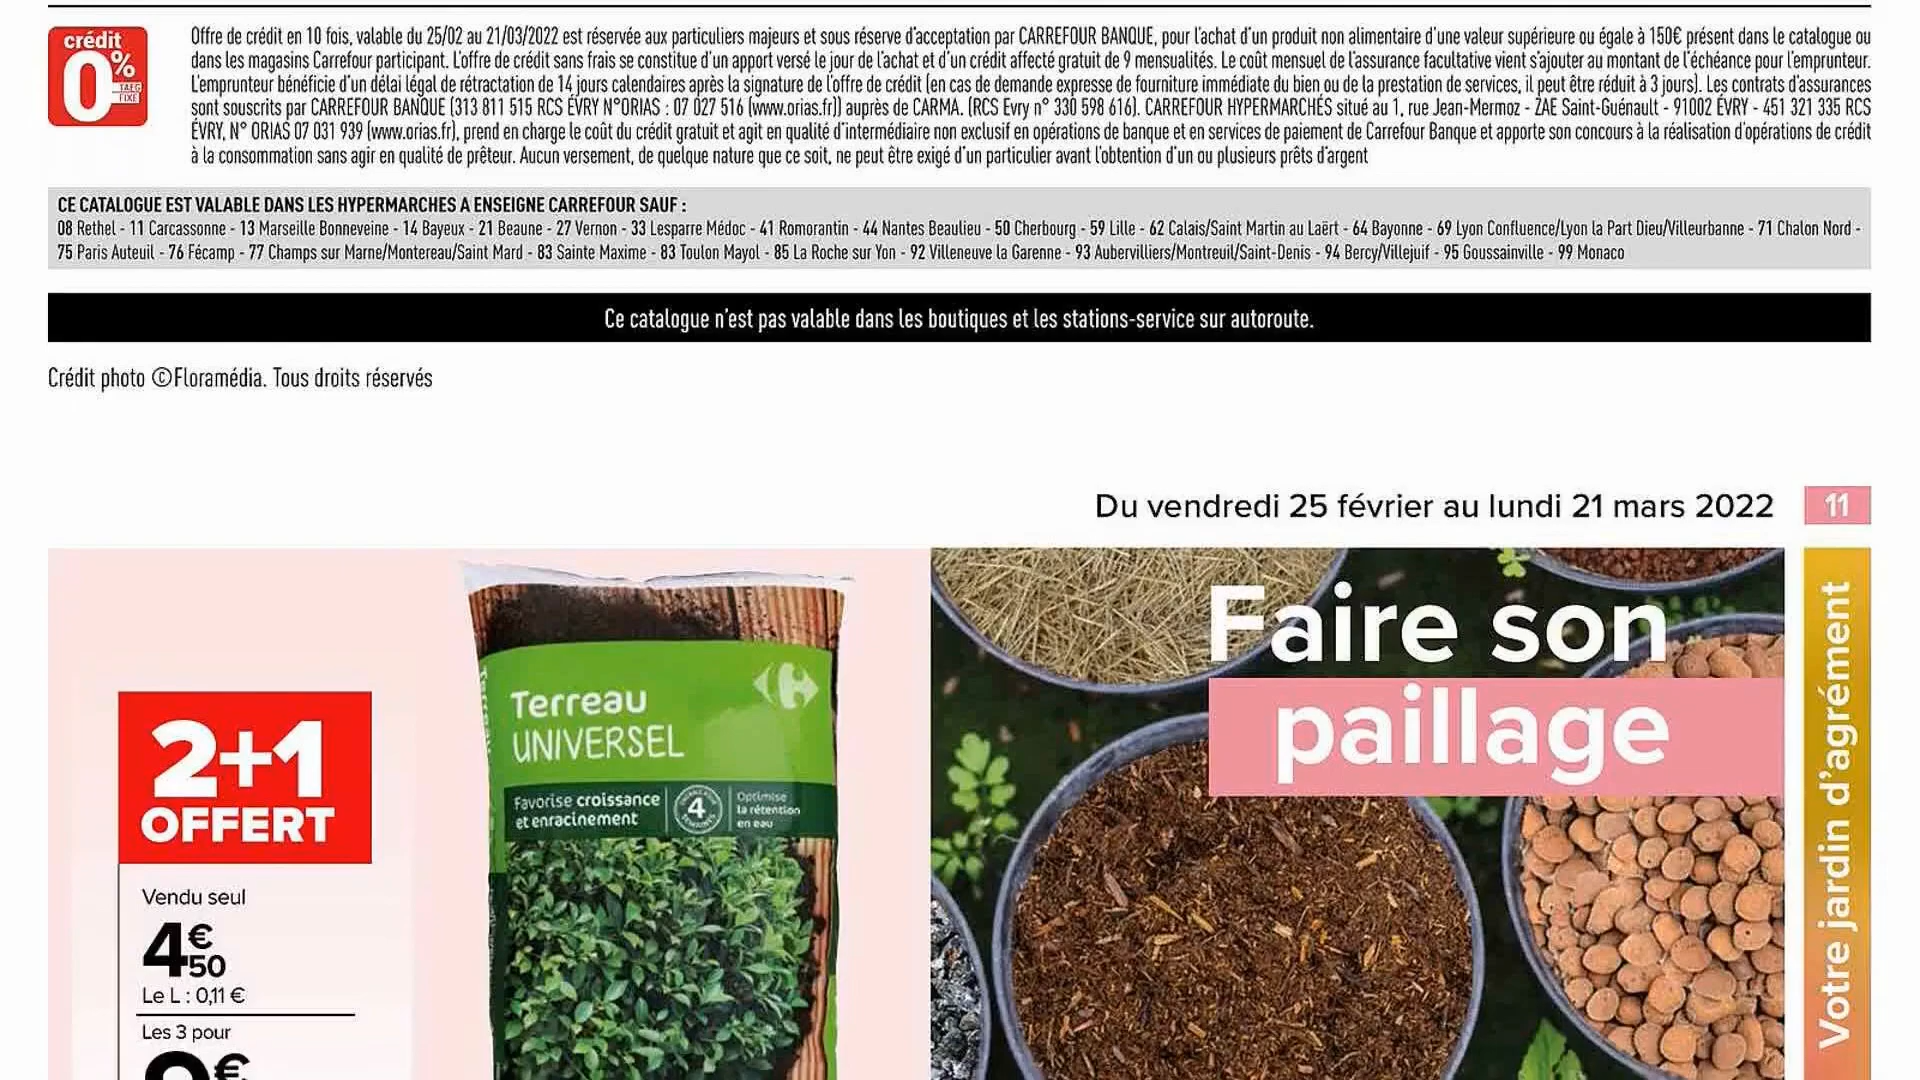 crédit
0%
TAEG
FIXE
Offre de crédit en 10 fois, valable du 25/02 au 21/03/2022 est réservée aux particuliers majeurs et sous réserve d'acceptation par CARREFOUR BANQUE, pour l'achat d'un produit non alimentaire d'une valeur supérieure ou égale à 150€ présent dans le catalogue ou
dans les magasins Carrefour participant. L'offre de crédit sans frais se constitue d'un apport versé le jour de l'achat et d'un crédit affecté gratuit de 9 mensualités. Le coût mensuel de l'assurance facultative vient s'ajouter au montant de l'échéance pour l'emprunteur.
L'emprunteur bénéficie d'un délai légal de rétractation de 14 jours calendaires après la signature de l'offre de crédit (en cas de demande expresse de fourniture immédiate du bien ou de la prestation de services, il peut être réduit à 3 jours). Les contrats d'assurances
sont souscrits par CARREFOUR BANQUE (313 811 515 RCS ÉVRY N°ORIAS : 07 027 516 (www.orias.fr)) auprès de CARMA. (RCS Evry n° 330 598 616). CARREFOUR HYPERMARCHÉS situé au 1, rue Jean-Mermoz - ZAE Saint-Guénault - 91002 ÉVRY - 451 321 335 RCS
ÉVRY, N° ORIAS 07 031 939 (www.orias.fr), prend en charge le coût du crédit gratuit et agit en qualité d'intermédiaire non exclusif en opérations de banque et en services de paiement de Carrefour Banque et apporte son concours à la réalisation d'opérations de crédit
à la consommation sans agir en qualité de prêteur. Aucun versement, de quelque nature que ce soit, ne peut être exigé d'un particulier avant l'obtention d'un ou plusieurs prêts d'argent
CE CATALOGUE EST VALABLE DANS LES HYPERMARCHES A ENSEIGNE CARREFOUR SAUF :
08 Rethel - 11 Carcassonne - 13 Marseille Bonneveine - 14 Bayeux - 21 Beaune - 27 Vernon - 33 Lesparre Médoc - 41 Romorantin - 44 Nantes Beaulieu - 50 Cherbourg - 59 Lille - 62 Calais/Saint Martin au Laërt - 64 Bayonne - 69 Lyon Confluence/Lyon la Part Dieu/Villeurbanne - 71 Chalon Nord -
75 Paris Auteuil - 76 Fécamp - 77 Champs sur Marne/Montereau/Saint Mard - 83 Sainte Maxime - 83 Toulon Mayol - 85 La Roche sur Yon - 92 Villeneuve la Garenne - 93 Aubervilliers/Montreuil/Saint-Denis - 94 Bercy/Villejuif - 95 Goussainville - 99 Monaco
Ce catalogue n'est pas valable dans les boutiques et les stations-service sur autoroute.
Crédit photo ©Floramédia. Tous droits réservés
Du vendredi 25 février au lundi 21 mars 2022
11
2+1
OFFERT
Vendu seul
4€50
Le L : 0,11 €
Les 3 pour
€
Terreau
UNIVERSEL
Favorise croissance
et enracinement
4
SEMAINES
Optimise
la rétention
en eau
Faire son
paillage
Votre jardin d'agrément